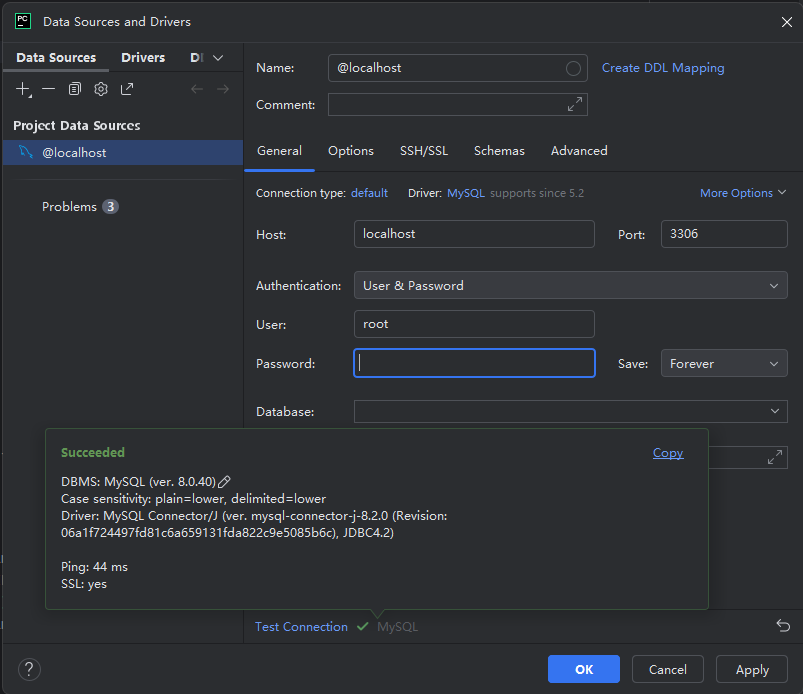 PC
Data Sources and Drivers
Data Sources
Drivers
Name:
@localhost
Create DDL Mapping
Comment:
Project Data Sources
@localhost
Problems 3
General
Options
SSH/SSL
Schemas
Advanced
Connection type: default
Driver: MySQL supports since 5.2
More Options
Host:
localhost
Port:
3306
Authentication:
User & Password
User:
root
Password:
Save:
Forever
Database:
Succeeded
Copy
DBMS: MySQL (ver. 8.0.40)
Case sensitivity: plain=lower, delimited=lower
Driver: MySQL Connector/J (ver. mysql-connector-j-8.2.0 (Revision:
06a1f724497fd81c6a659131fda822c9e5085b6c), JDBC4.2)
Ping: 44 ms
SSL: yes
Test Connection
MySQL
?
OK
Cancel
Apply